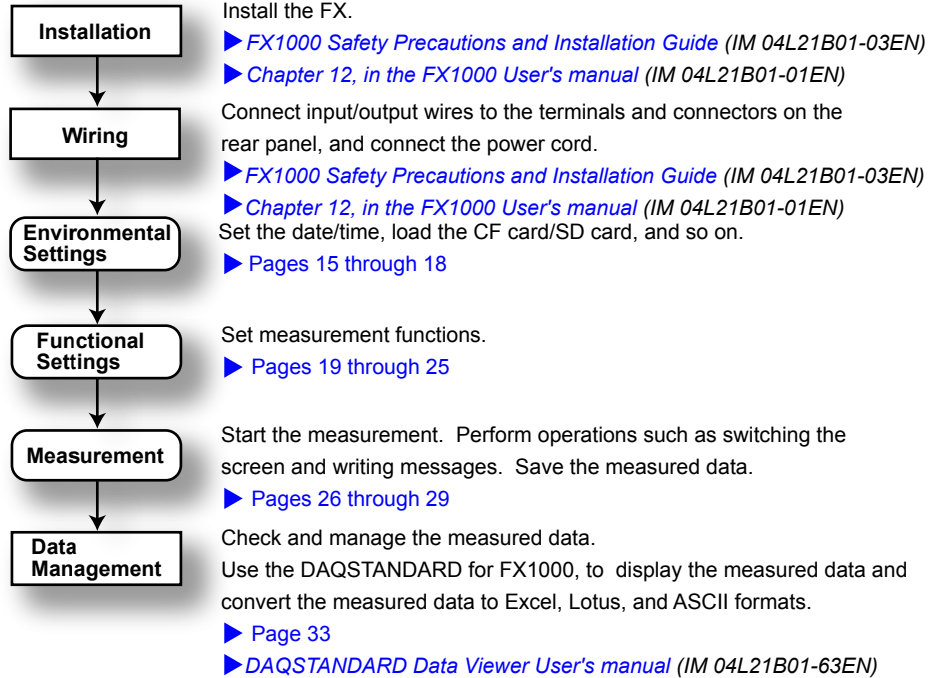 Installation
Install the FX.
▶FX1000 Safety Precautions and Installation Guide (IM 04L21B01-03EN)
▶Chapter 12, in the FX1000 User's manual (IM 04L21B01-01EN)
Wiring
Connect input/output wires to the terminals and connectors on the
rear panel, and connect the power cord.
▶FX1000 Safety Precautions and Installation Guide (IM 04L21B01-03EN)
▶Chapter 12, in the FX1000 User's manual (IM 04L21B01-01EN)
Environmental
Settings
Set the date/time, load the CF card/SD card, and so on.
▶ Pages 15 through 18
Functional
Settings
Set measurement functions.
▶ Pages 19 through 25
Measurement
Start the measurement. Perform operations such as switching the
screen and writing messages. Save the measured data.
▶ Pages 26 through 29
Data
Management
Check and manage the measured data.
Use the DAQSTANDARD for FX1000, to display the measured data and
convert the measured data to Excel, Lotus, and ASCII formats.
▶ Page 33
▶DAQSTANDARD Data Viewer User's manual (IM 04L21B01-63EN)